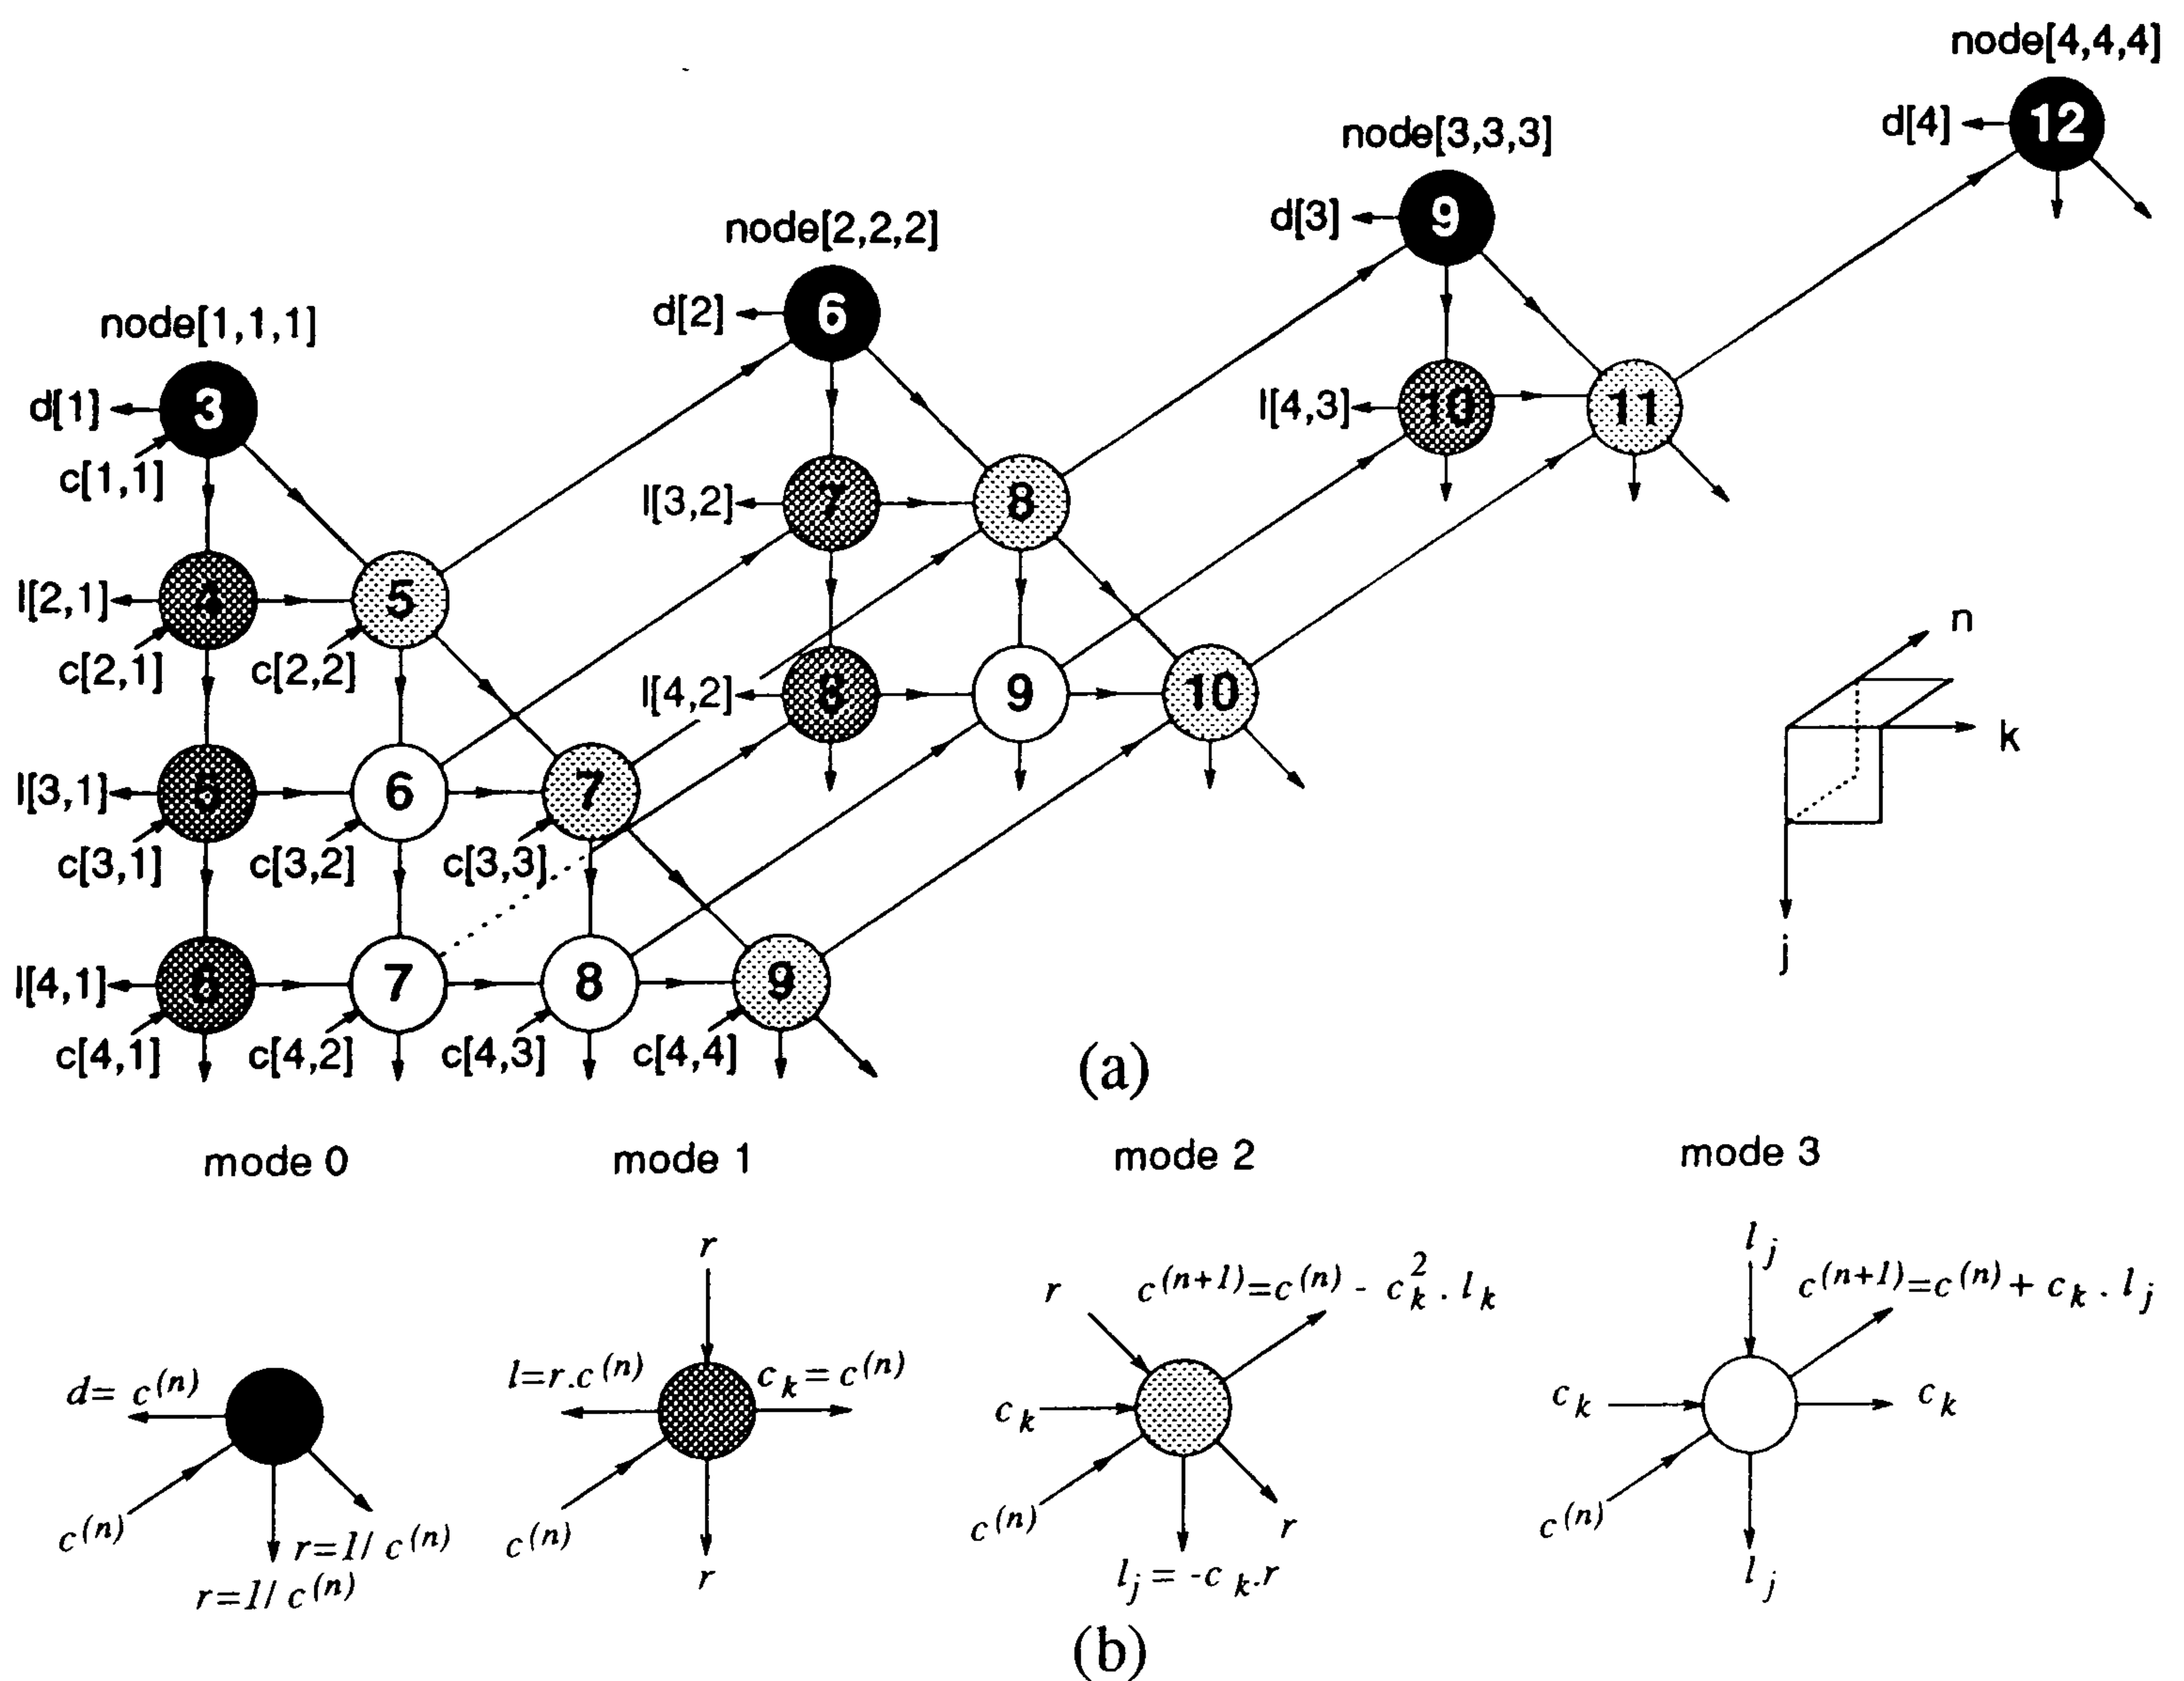 node[4,4,4]
d[4] 12
node[3,3,3]
d[3] 9
node[2,2,2]
d[2] 6
l[4,3] 10 11
node[1,1,1]
d[1] 3
c[1,1]
l[3,2] 7 8
l[2,1] 4 5
c[2,1] c[2,2]
l[4,2] 8 9 10
n
k
j
l[3,1] 5 6 7
c[3,1] c[3,2] c[3,3]
l[4,1] 6 7 8 9
c[4,1] c[4,2] c[4,3] c[4,4]
(a)
mode 0 mode 1 mode 2 mode 3
d= c^(n)
c^(n)
r=1/ c^(n)
r=1/ c^(n)
r
l=r.c^(n) c_k = c^(n)
c^(n)
r
r c^(n+1)=c^(n) - c_k^2 . l_k
c_k
c^(n) r
l_j = -c_k.r
l_j
c^(n+1)=c^(n) + c_k . l_j
c_k c_k
c^(n)
l_j
(b)